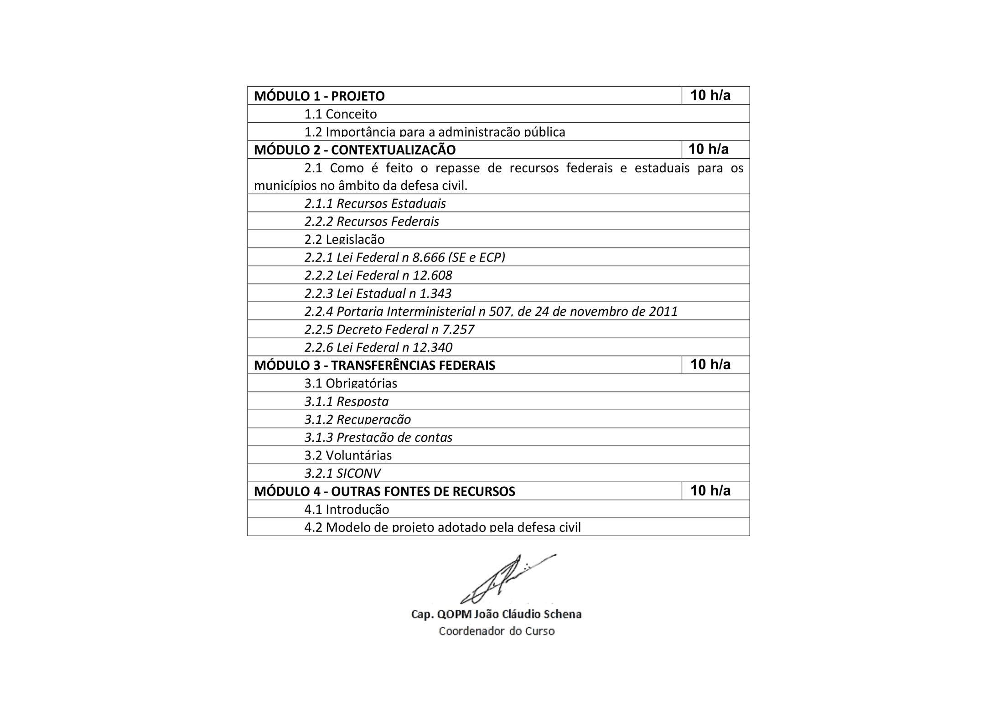 MÓDULO 1 - PROJETO 10 h/a
1.1 Conceito
1.2 Importância para a administração pública
MÓDULO 2 - CONTEXTUALIZAÇÃO 10 h/a
2.1 Como é feito o repasse de recursos federais e estaduais para os
municípios no âmbito da defesa civil.
2.1.1 Recursos Estaduais
2.2.2 Recursos Federais
2.2 Legislação
2.2.1 Lei Federal n 8.666 (SE e ECP)
2.2.2 Lei Federal n 12.608
2.2.3 Lei Estadual n 1.343
2.2.4 Portaria Interministerial n 507, de 24 de novembro de 2011
2.2.5 Decreto Federal n 7.257
2.2.6 Lei Federal n 12.340
MÓDULO 3 - TRANSFERÊNCIAS FEDERAIS 10 h/a
3.1 Obrigatórias
3.1.1 Resposta
3.1.2 Recuperação
3.1.3 Prestação de contas
3.2 Voluntárias
3.2.1 SICONV
MÓDULO 4 - OUTRAS FONTES DE RECURSOS 10 h/a
4.1 Introdução
4.2 Modelo de projeto adotado pela defesa civil
Cap. QOPM João Cláudio Schena
Coordenador do Curso